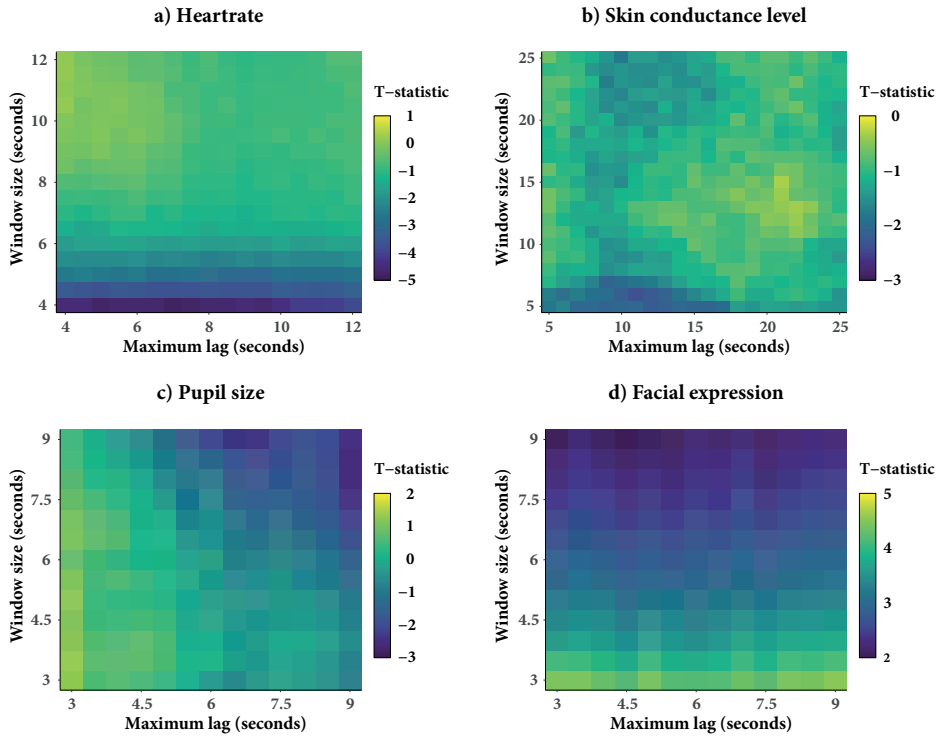 a) Heartrate
Window size (seconds)
12
10
8
6
4
4 6 8 10 12
Maximum lag (seconds)
T−statistic
1
0
−1
−2
−3
−4
−5
b) Skin conductance level
Window size (seconds)
25
20
15
10
5
5 10 15 20 25
Maximum lag (seconds)
T−statistic
0
−1
−2
−3
c) Pupil size
Window size (seconds)
9
7.5
6
4.5
3
3 4.5 6 7.5 9
Maximum lag (seconds)
T−statistic
2
1
0
−1
−2
−3
d) Facial expression
Window size (seconds)
9
7.5
6
4.5
3
3 4.5 6 7.5 9
Maximum lag (seconds)
T−statistic
5
4
3
2